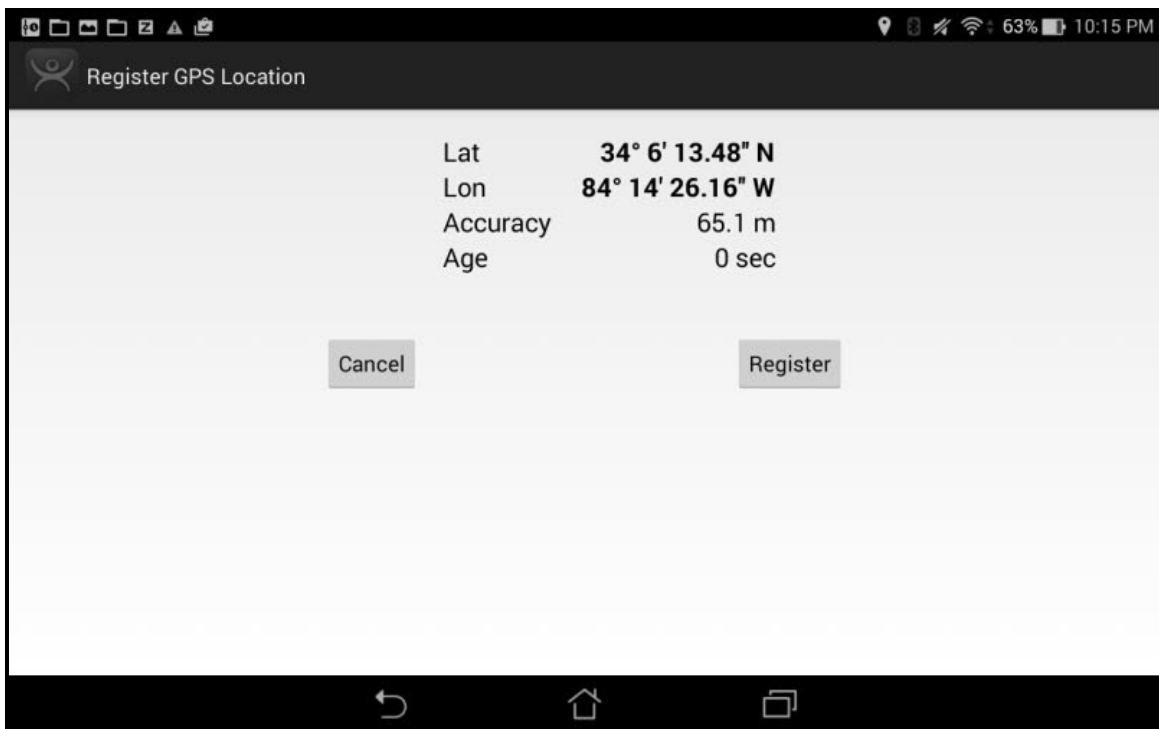 63% 10:15 PM
Register GPS Location
Lat 34° 6' 13.48" N
Lon 84° 14' 26.16" W
Accuracy 65.1 m
Age 0 sec
Cancel Register